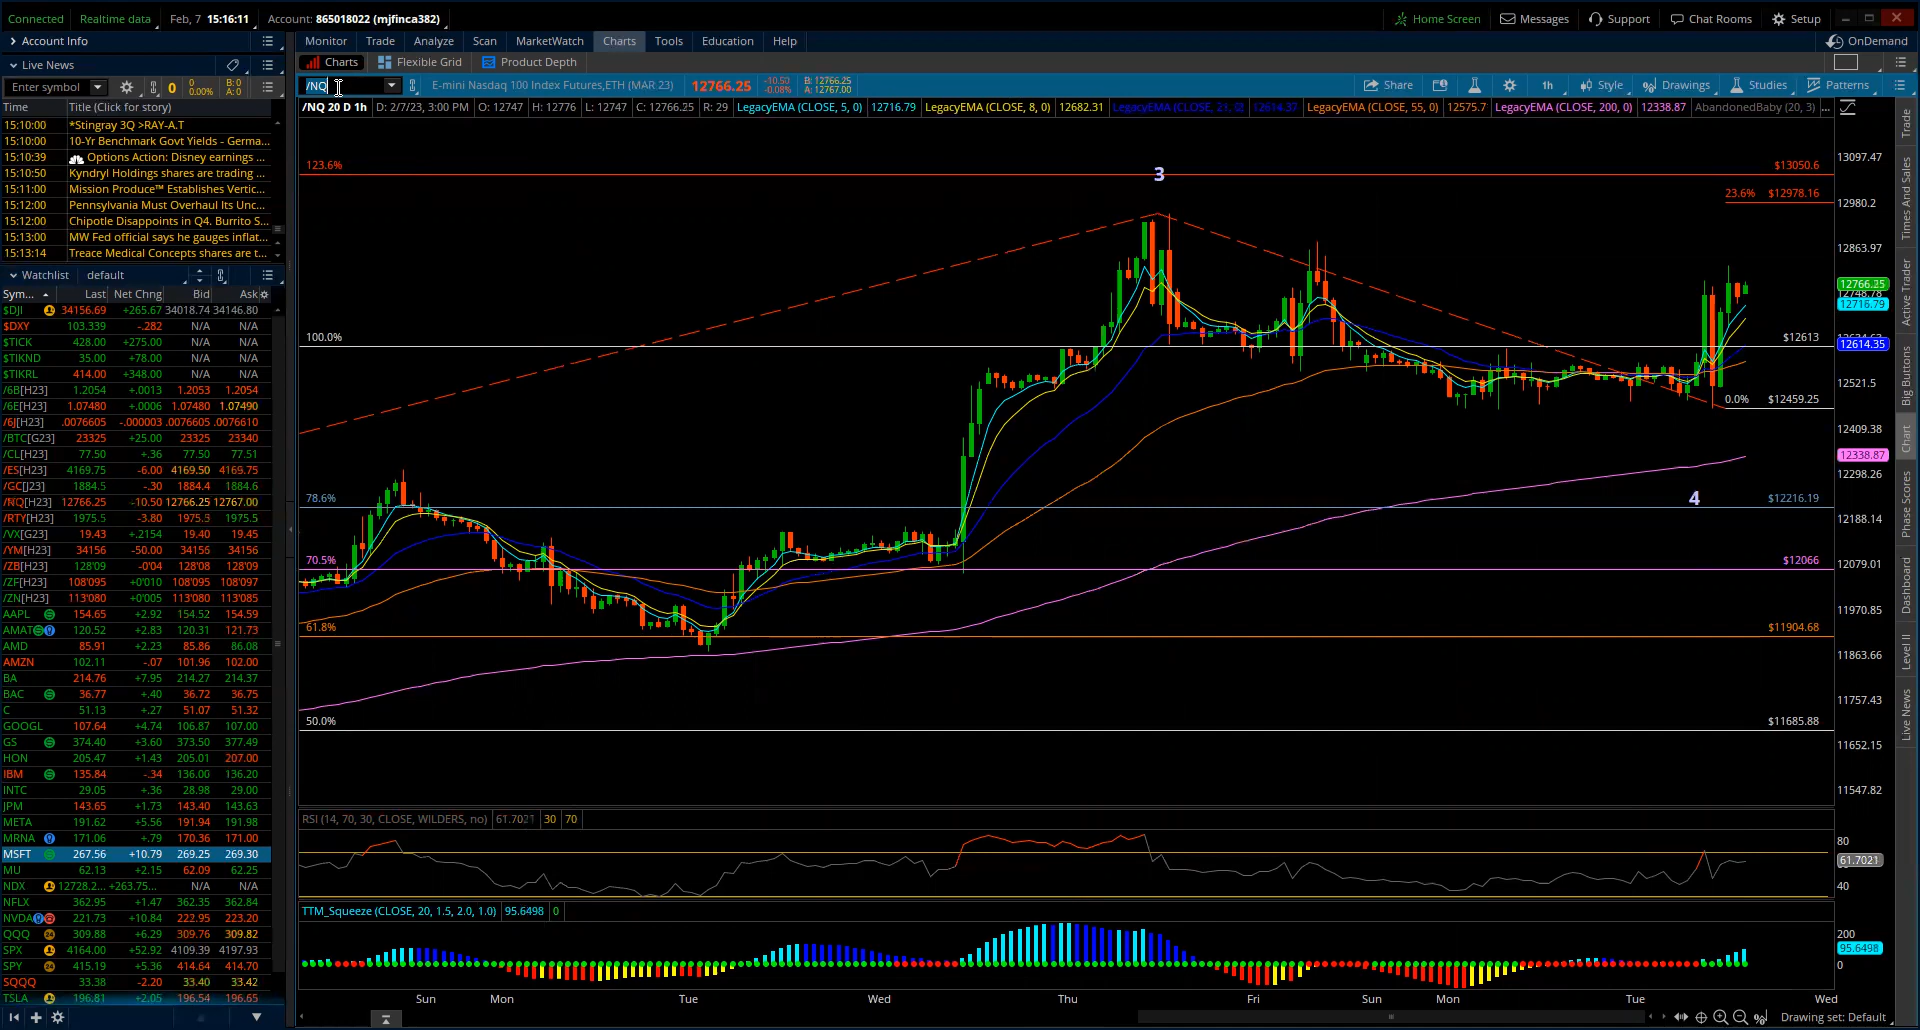 Connected Realtime data Feb, 7 15:16:11 Account: 865018022 (mjfinca382) Home Screen Messages Support Chat Rooms Setup
Account Info
Monitor Trade Analyze Scan MarketWatch Charts Tools Education Help OnDemand
Live News
Charts Flexible Grid Product Depth
Enter symbol 0 0.00% B: 0 A: 0
/NQ E-mini Nasdaq 100 Index Futures,ETH (MAR 23) 12766.25 -10.50 -0.08% B: 12766.25 A: 12767.00 Share 1h Style Drawings Studies Patterns
Time Title (Click for story)
/NQ 20 D 1h D: 2/7/23, 3:00 PM O: 12747 H: 12776 L: 12747 C: 12766.25 R: 29 LegacyEMA (CLOSE, 5, 0) 12716.79 LegacyEMA (CLOSE, 8, 0) 12682.31 LegacyEMA (CLOSE, 21, 0) 12614.37 LegacyEMA (CLOSE, 55, 0) 12575.7 LegacyEMA (CLOSE, 200, 0) 12338.87 AbandonedBaby (20, 3) ...
15:10:00 *Stingray 3Q >RAY-A.T
15:10:00 10-Yr Benchmark Govt Yields - Germa...
15:10:39 Options Action: Disney earnings ...
15:10:50 Kyndryl Holdings shares are trading ...
15:11:00 Mission Produce™ Establishes Vertic...
15:12:00 Pennsylvania Must Overhaul Its Unc...
15:12:00 Chipotle Disappoints in Q4. Burrito S...
15:13:00 MW Fed official says he gauges inflat...
15:13:14 Treace Medical Concepts shares are t...
Watchlist default
Sym... Last Net Chng Bid Ask
$DJI 34156.69 +265.67 34018.74 34146.80
$DXY 103.339 -.282 N/A N/A
$TICK 428.00 +275.00 N/A N/A
$TIKND 35.00 +78.00 N/A N/A
$TIKRL 414.00 +348.00 N/A N/A
/6B[H23] 1.2054 +.0013 1.2053 1.2054
/6E[H23] 1.07480 +.0006 1.07480 1.07490
/6J[H23] .0076605 -.000003 .0076605 .0076610
/BTC[G23] 23325 +25.00 23325 23340
/CL[H23] 77.50 +.36 77.50 77.51
/ES[H23] 4169.75 -6.00 4169.50 4169.75
/GC[J23] 1884.5 -.30 1884.4 1884.6
/NQ[H23] 12766.25 -10.50 12766.25 12767.00
/RTY[H23] 1975.5 -3.80 1975.5 1975.5
/VX[G23] 19.43 +.2154 19.40 19.45
/YM[H23] 34156 -50.00 34155 34156
/ZB[H23] 128'09 -0'04 128'08 128'09
/ZF[H23] 108'095 +0'010 108'095 108'097
/ZN[H23] 113'080 +0'005 113'080 113'085
AAPL 154.65 +2.92 154.52 154.59
AMAT 120.52 +2.83 120.31 121.73
AMD 85.91 +2.23 85.86 86.08
AMZN 102.11 -.07 101.96 102.00
BA 214.76 +7.95 214.27 214.37
BAC 36.77 +.40 36.72 36.75
C 51.13 +.27 51.07 51.32
GOOGL 107.64 +4.74 106.87 107.00
GS 374.40 +3.60 373.50 377.49
HON 205.47 +1.43 205.01 207.00
IBM 135.84 -.34 136.00 136.20
INTC 29.05 +.36 28.98 29.00
JPM 143.65 +1.73 143.40 143.63
META 191.62 +5.56 191.94 191.98
MRNA 171.06 +.79 170.36 171.00
MSFT 267.56 +10.79 269.25 269.30
MU 62.13 +2.15 62.09 62.25
NDX 12728.2... +263.75... N/A N/A
NFLX 362.95 +1.47 362.35 362.84
NVDA 221.73 +10.84 222.95 223.20
QQQ 309.88 +6.29 309.76 309.82
SPX 4164.00 +52.92 4109.39 4197.93
SPY 415.19 +5.36 414.64 414.70
SQQQ 33.38 -2.20 33.40 33.42
TSLA 196.81 +2.05 196.54 196.65
123.6% $13050.6
23.6% $12978.16
100.0% $12613
0.0% $12459.25
78.6% $12216.19
70.5% $12066
61.8% $11904.68
50.0% $11685.88
3
4
13097.47
12980.2
12863.97
12766.25
12716.79
12614.35
12521.5
12409.38
12338.87
12298.26
12188.14
12079.01
11970.85
11863.66
11757.43
11652.15
11547.82
RSI (14, 70, 30, CLOSE, WILDERS, no) 61.7021 30 70
80
61.7021
40
TTM_Squeeze (CLOSE, 20, 1.5, 2.0, 1.0) 95.6498 0
200
95.6498
0
Sun Mon Tue Wed Thu Fri Sun Mon Tue Wed
Drawing set: Default
Trade
Times And Sales
Active Trader
Big Buttons
Chart
Phase Scores
Dashboard
Level II
Live News